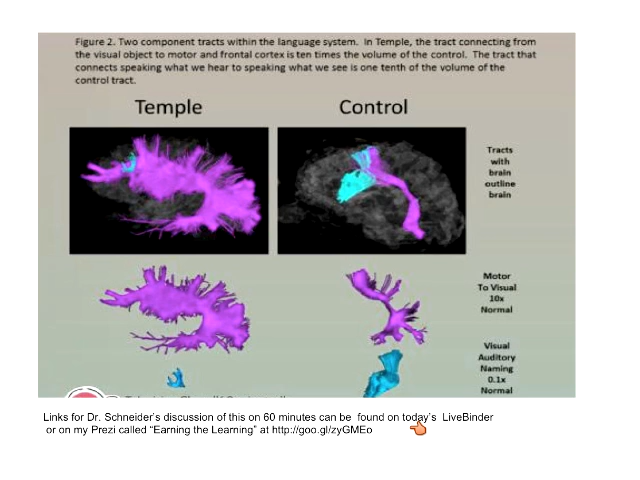 Figure 2. Two component tracts within the language system.  In Temple, the tract connecting from
the visual object to motor and frontal cortex is ten times the volume of the control.  The tract that
connects speaking what we hear to speaking what we see is one tenth of the volume of the
control tract.
Temple
Control
Tracts
with
brain
outline
brain
Motor
To Visual
10x
Normal
Visual
Auditory
Naming
0.1x
Normal
Links for Dr. Schneider's discussion of this on 60 minutes can be  found on today's  LiveBinder
or on my Prezi called “Earning the Learning” at http://goo.gl/zyGMEo